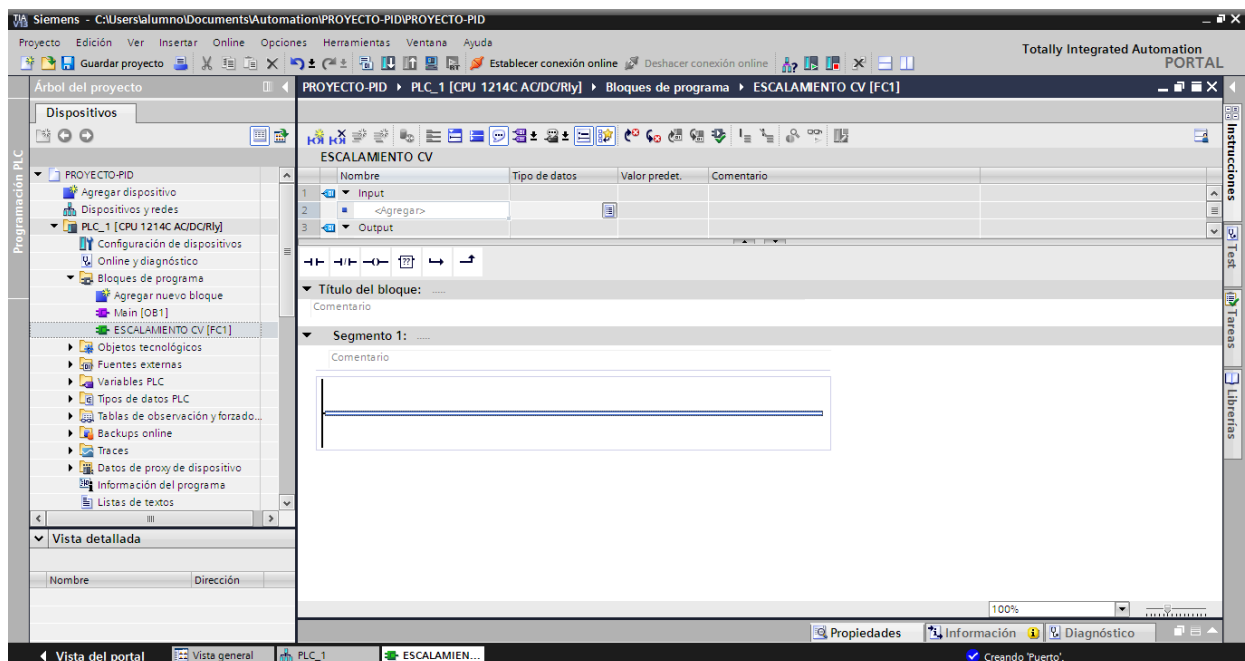 Siemens - C:\Users\alumno\Documents\Automation\PROYECTO-PID\PROYECTO-PID
Proyecto Edición Ver Insertar Online Opciones Herramientas Ventana Ayuda
Totally Integrated Automation
PORTAL
Guardar proyecto
Establecer conexión online
Deshacer conexión online
Árbol del proyecto
PROYECTO-PID PLC_1 [CPU 1214C AC/DC/Rly] Bloques de programa ESCALAMIENTO CV [FC1]
Dispositivos
Programación PLC
PROYECTO-PID
Agregar dispositivo
Dispositivos y redes
PLC_1 [CPU 1214C AC/DC/Rly]
Configuración de dispositivos
Online y diagnóstico
Bloques de programa
Agregar nuevo bloque
Main [OB1]
ESCALAMIENTO CV [FC1]
Objetos tecnológicos
Fuentes externas
Variables PLC
Tipos de datos PLC
Tablas de observación y forzado...
Backups online
Traces
Datos de proxy de dispositivo
Información del programa
Listas de textos
Vista detallada
Nombre Dirección
ESCALAMIENTO CV
Nombre Tipo de datos Valor predet. Comentario
1 Input
2 <Agregar>
3 Output
??
Título del bloque: .....
Comentario
Segmento 1: .....
Comentario
100%
Propiedades Información Diagnóstico
Instrucciones
Test
Tareas
Librerías
Vista del portal Vista general PLC_1 ESCALAMIEN... Creando 'Puerto'.